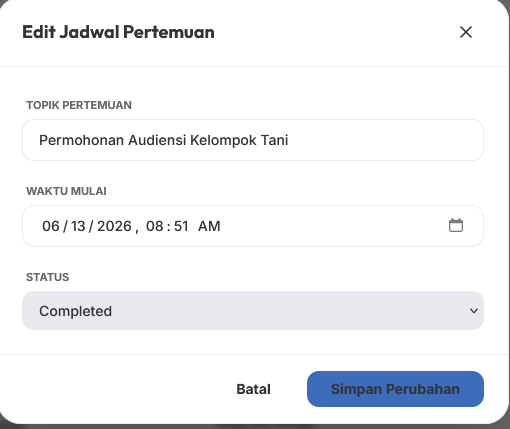 Edit Jadwal Pertemuan
TOPIK PERTEMUAN
Permohonan Audiensi Kelompok Tani
WAKTU MULAI
06/13/2026, 08:51 AM
STATUS
Completed
Batal
Simpan Perubahan